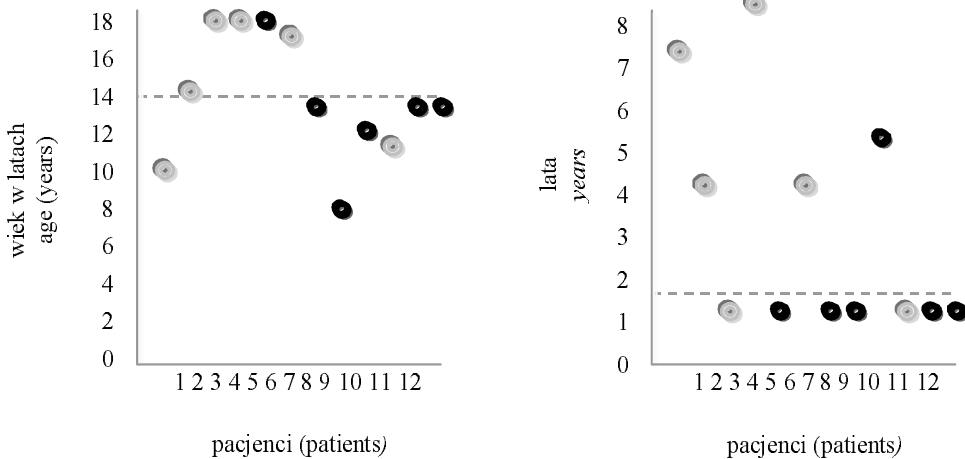 18
16
14
12
10
8
6
4
2
0
wiek w latach
age (years)
1 2 3 4 5 6 7 8 9 10 11 12
pacjenci (patients)
8
7
6
5
4
3
2
1
0
lata
years
1 2 3 4 5 6 7 8 9 10 11 12
pacjenci (patients)